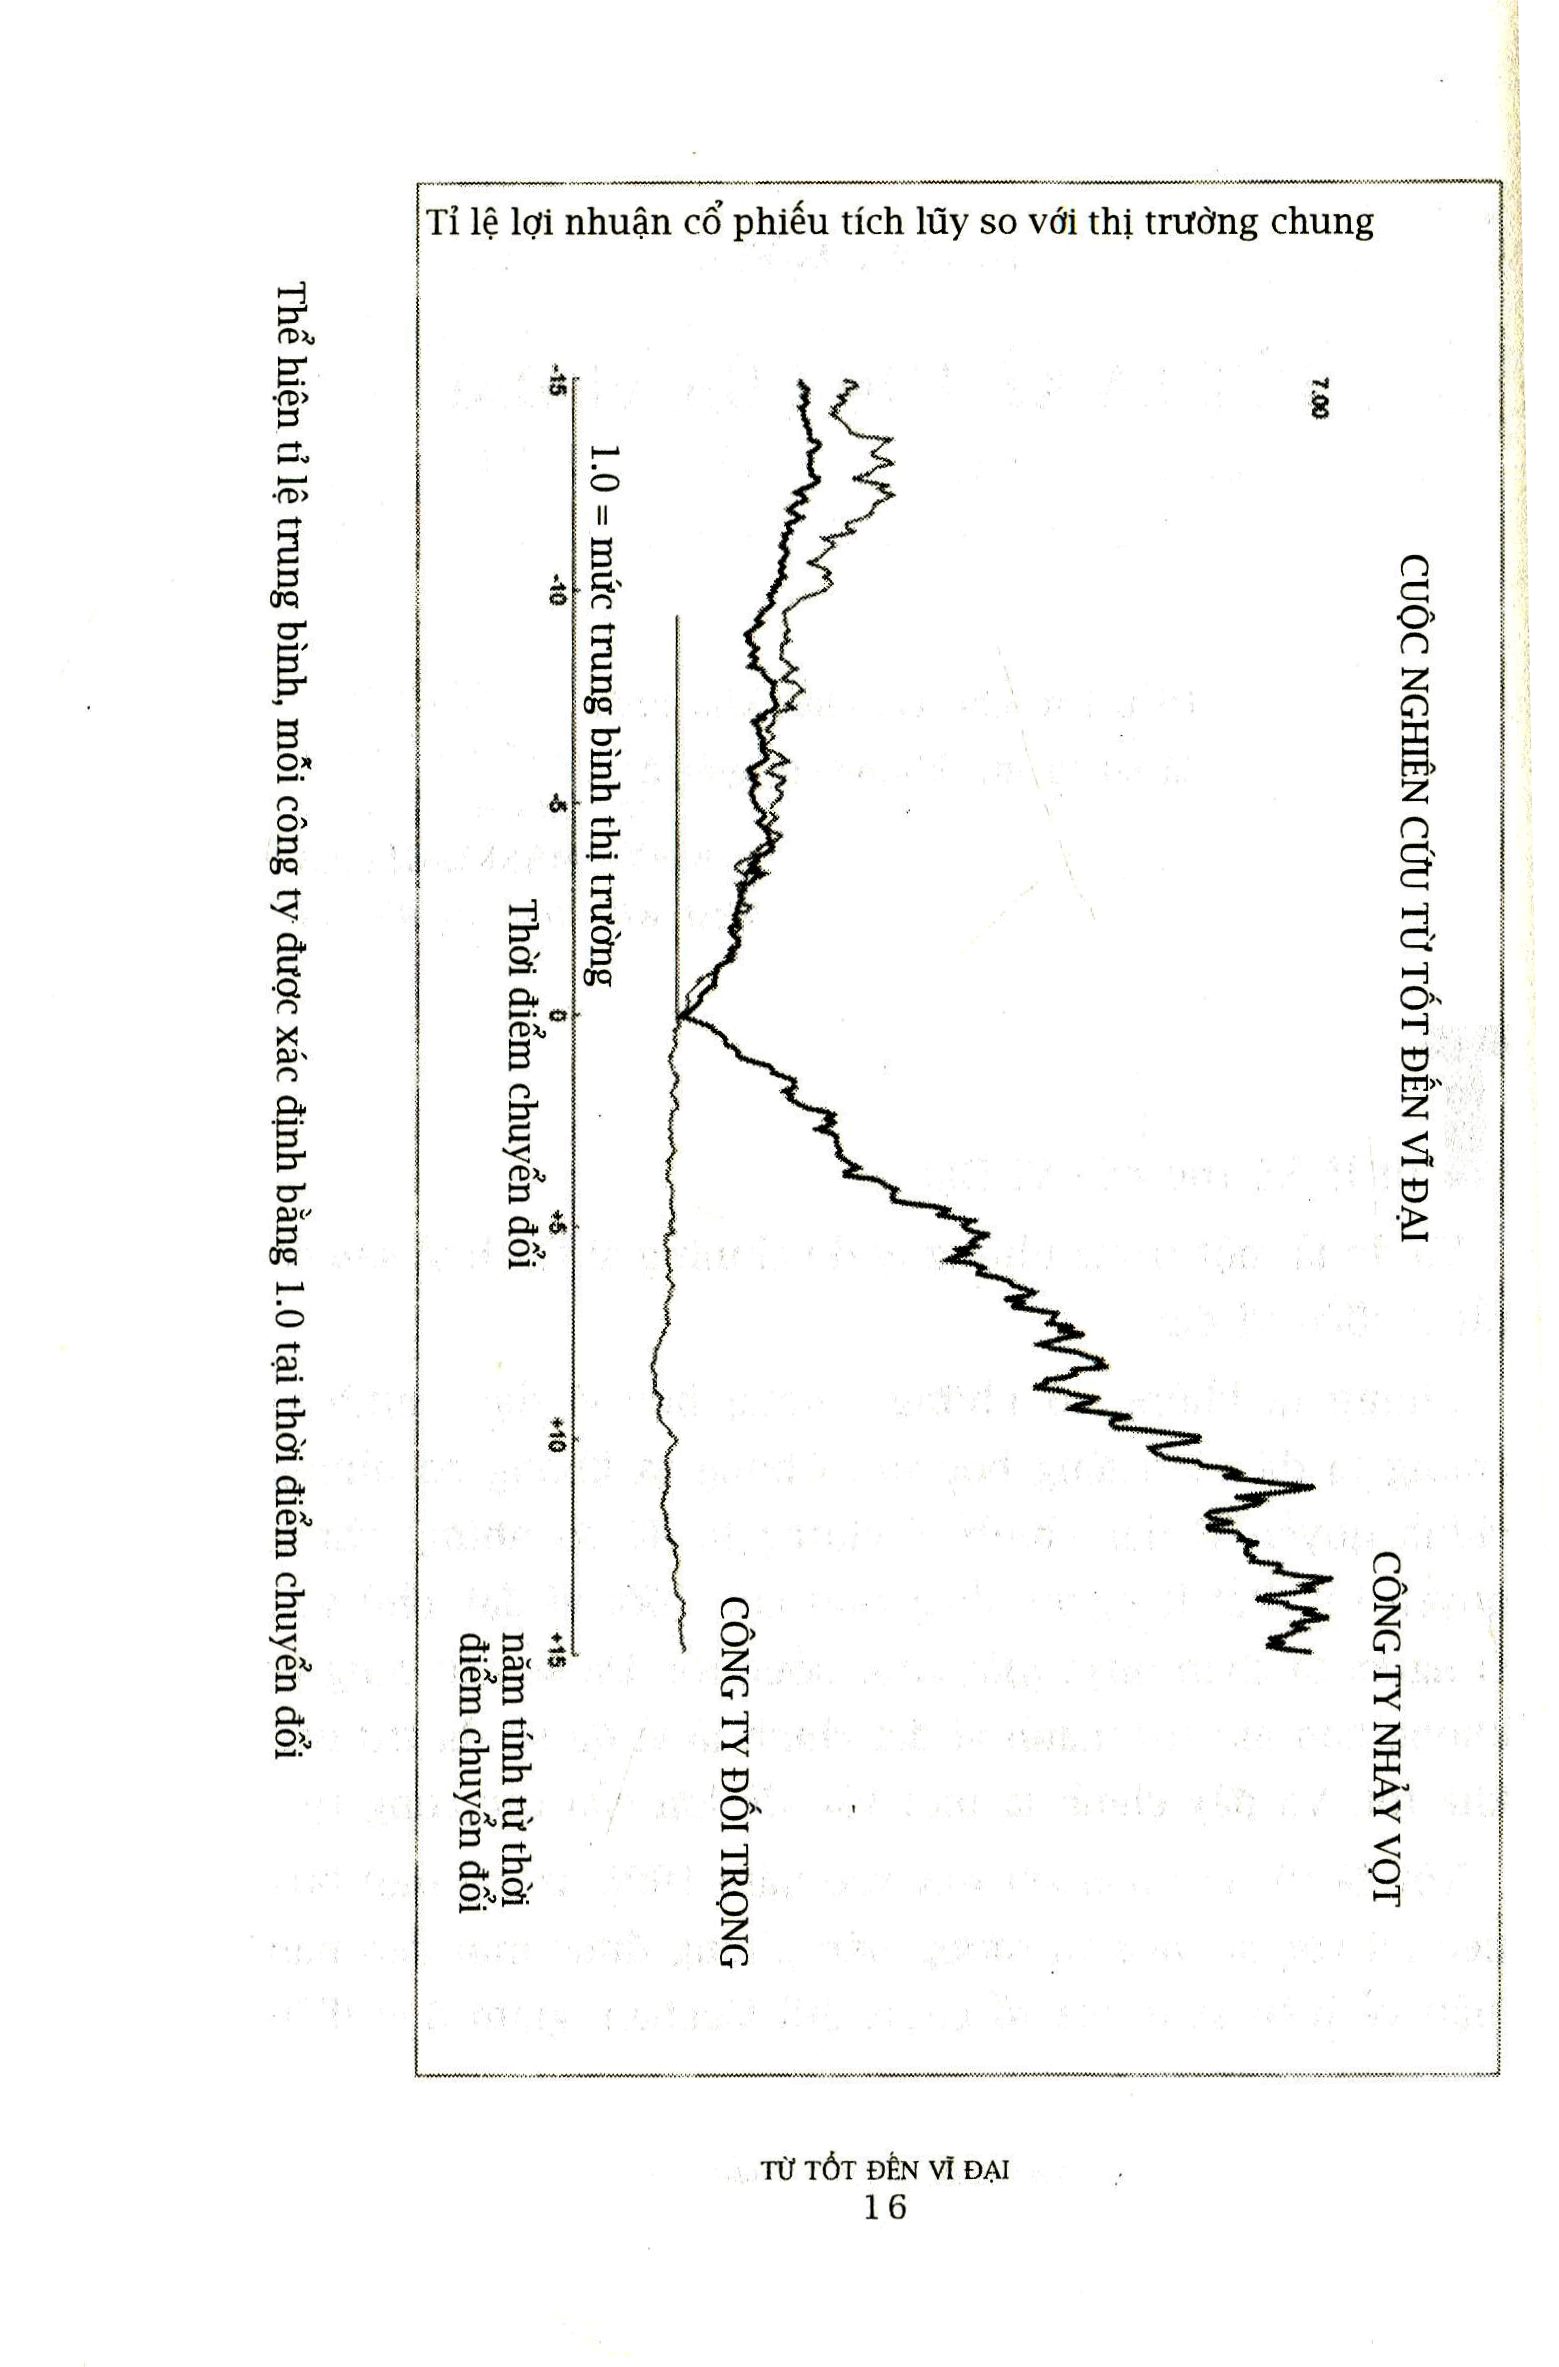 CUỘC NGHIÊN CỨU TỪ TỐT ĐẾN VĨ ĐẠI
Tỉ lệ lợi nhuận cổ phiếu tích lũy so với thị trường chung
7.00
CÔNG TY NHẢY VỌT
CÔNG TY ĐỐI TRỌNG
1.0 = mức trung bình thị trường
-15 -10 -5 0 +5 +10 +15
Thời điểm chuyển đổi
năm tính từ thời
điểm chuyển đổi
Thể hiện tỉ lệ trung bình, mỗi công ty được xác định bằng 1.0 tại thời điểm chuyển đổi
TỪ TỐT ĐẾN VĨ ĐẠI
16